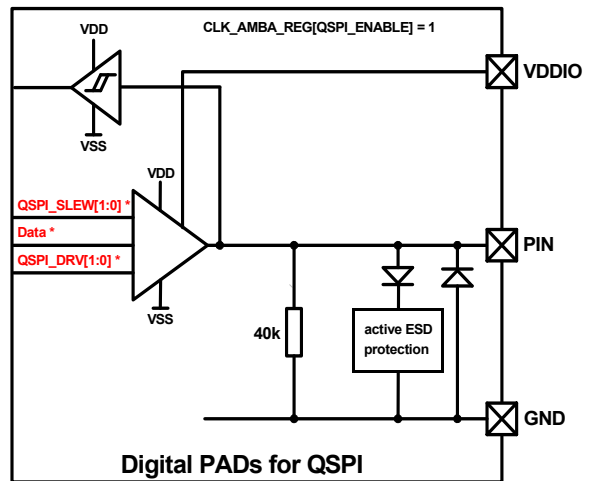 VDD
CLK_AMBA_REG[QSPI_ENABLE] = 1
VDDIO
VSS
VDD
QSPI_SLEW[1:0] *
Data *
QSPI_DRV[1:0] *
PIN
VSS
40k
active ESD
protection
GND
Digital PADs for QSPI